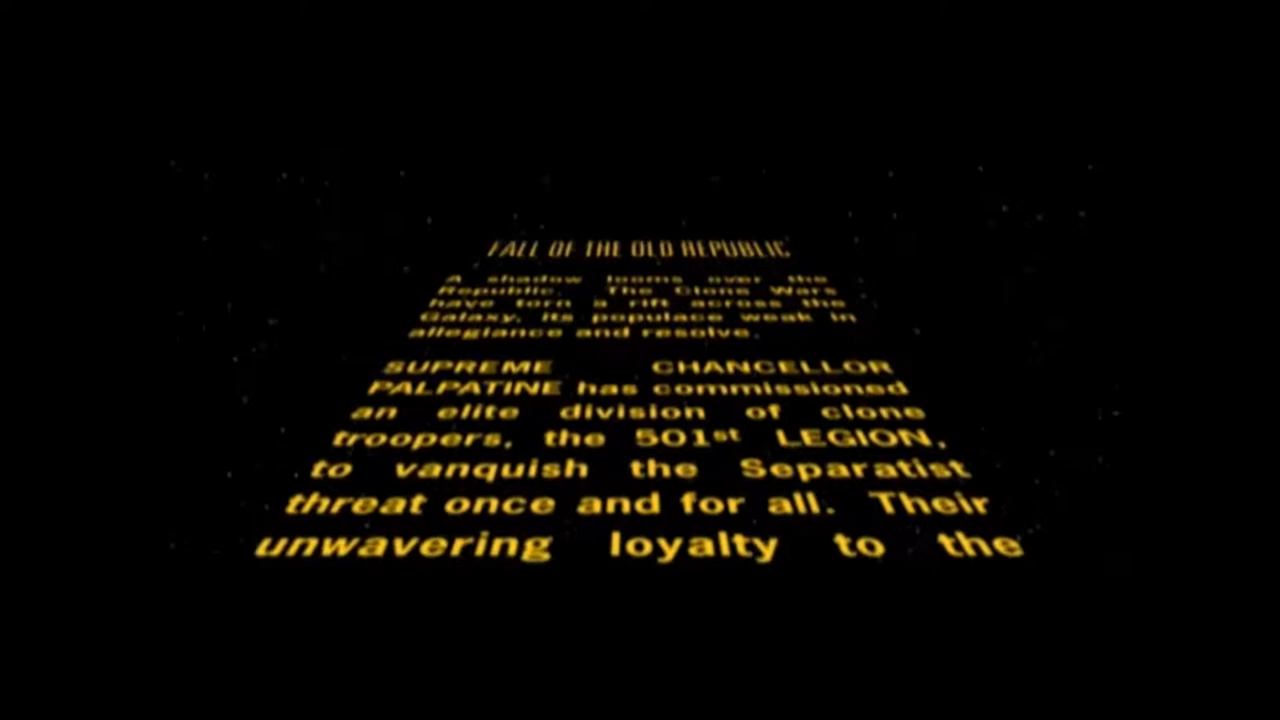 FALL OF THE OLD REPUBLIC
A shadow looms over the
Republic. The Clone Wars
have torn a rift across the
Galaxy, its populace weak in
allegiance and resolve.
SUPREME CHANCELLOR
PALPATINE has commissioned
an elite division of clone
troopers, the 501st LEGION,
to vanquish the Separatist
threat once and for all. Their
unwavering loyalty to the